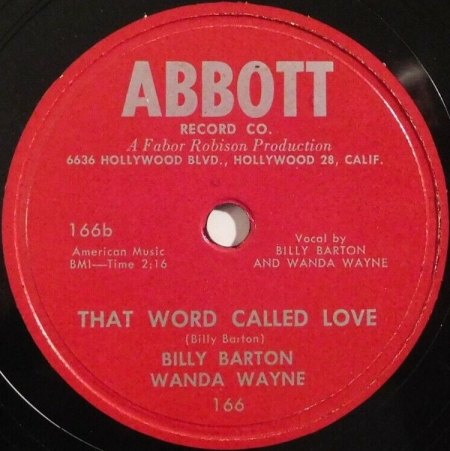 ABBOTT
RECORD CO.
A Fabor Robison Production
6636 HOLLYWOOD BLVD., HOLLYWOOD 28, CALIF.
166b
American Music
BMI—Time 2:16
Vocal by
BILLY BARTON
AND WANDA WAYNE
THAT WORD CALLED LOVE
(Billy Barton)
BILLY BARTON
WANDA WAYNE
166